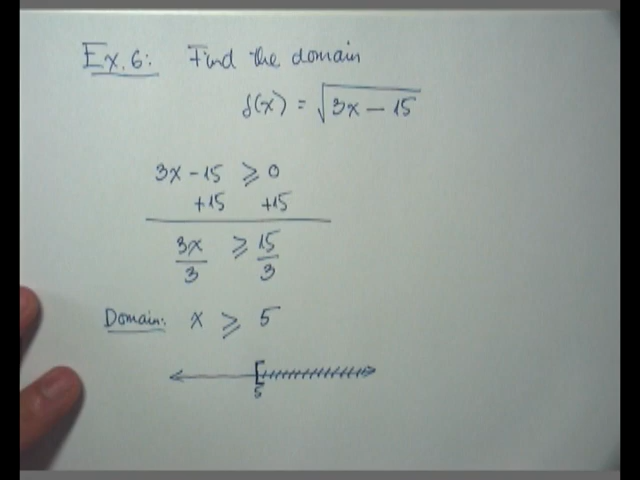 Ex. 6: Find the domain
f(x) = √(3x - 15)
3x - 15 ≥ 0
+15 +15
3x/3 ≥ 15/3
Domain: x ≥ 5
[
5